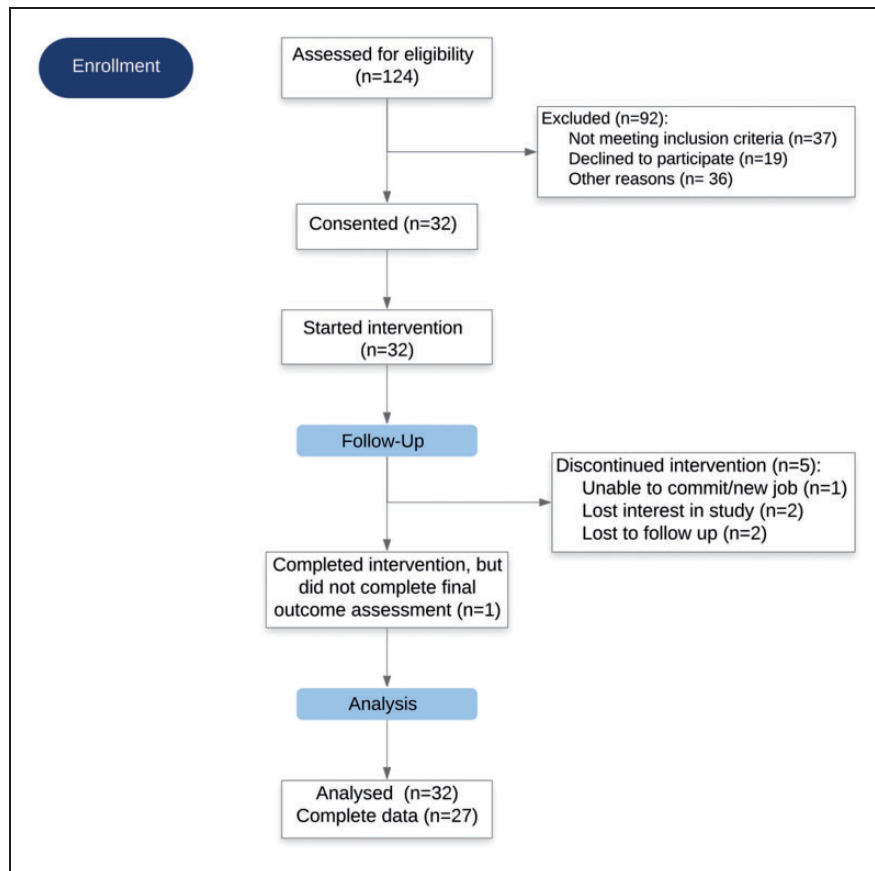 Enrollment
Assessed for eligibility
(n=124)
Excluded (n=92):
Not meeting inclusion criteria (n=37)
Declined to participate (n=19)
Other reasons (n= 36)
Consented (n=32)
Started intervention
(n=32)
Follow-Up
Discontinued intervention (n=5):
Unable to commit/new job (n=1)
Lost interest in study (n=2)
Lost to follow up (n=2)
Completed intervention, but
did not complete final
outcome assessment (n=1)
Analysis
Analysed (n=32)
Complete data (n=27)